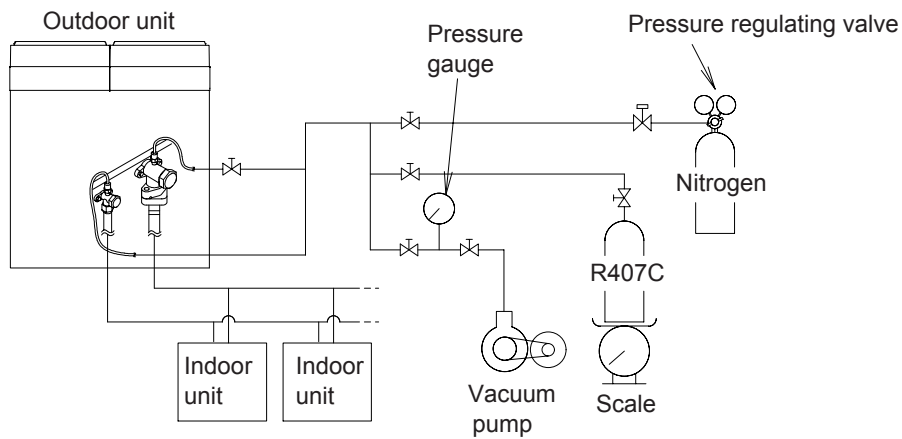 Outdoor unit
Pressure
gauge
Pressure regulating valve
Nitrogen
R407C
Indoor
unit
Indoor
unit
Vacuum
pump
Scale